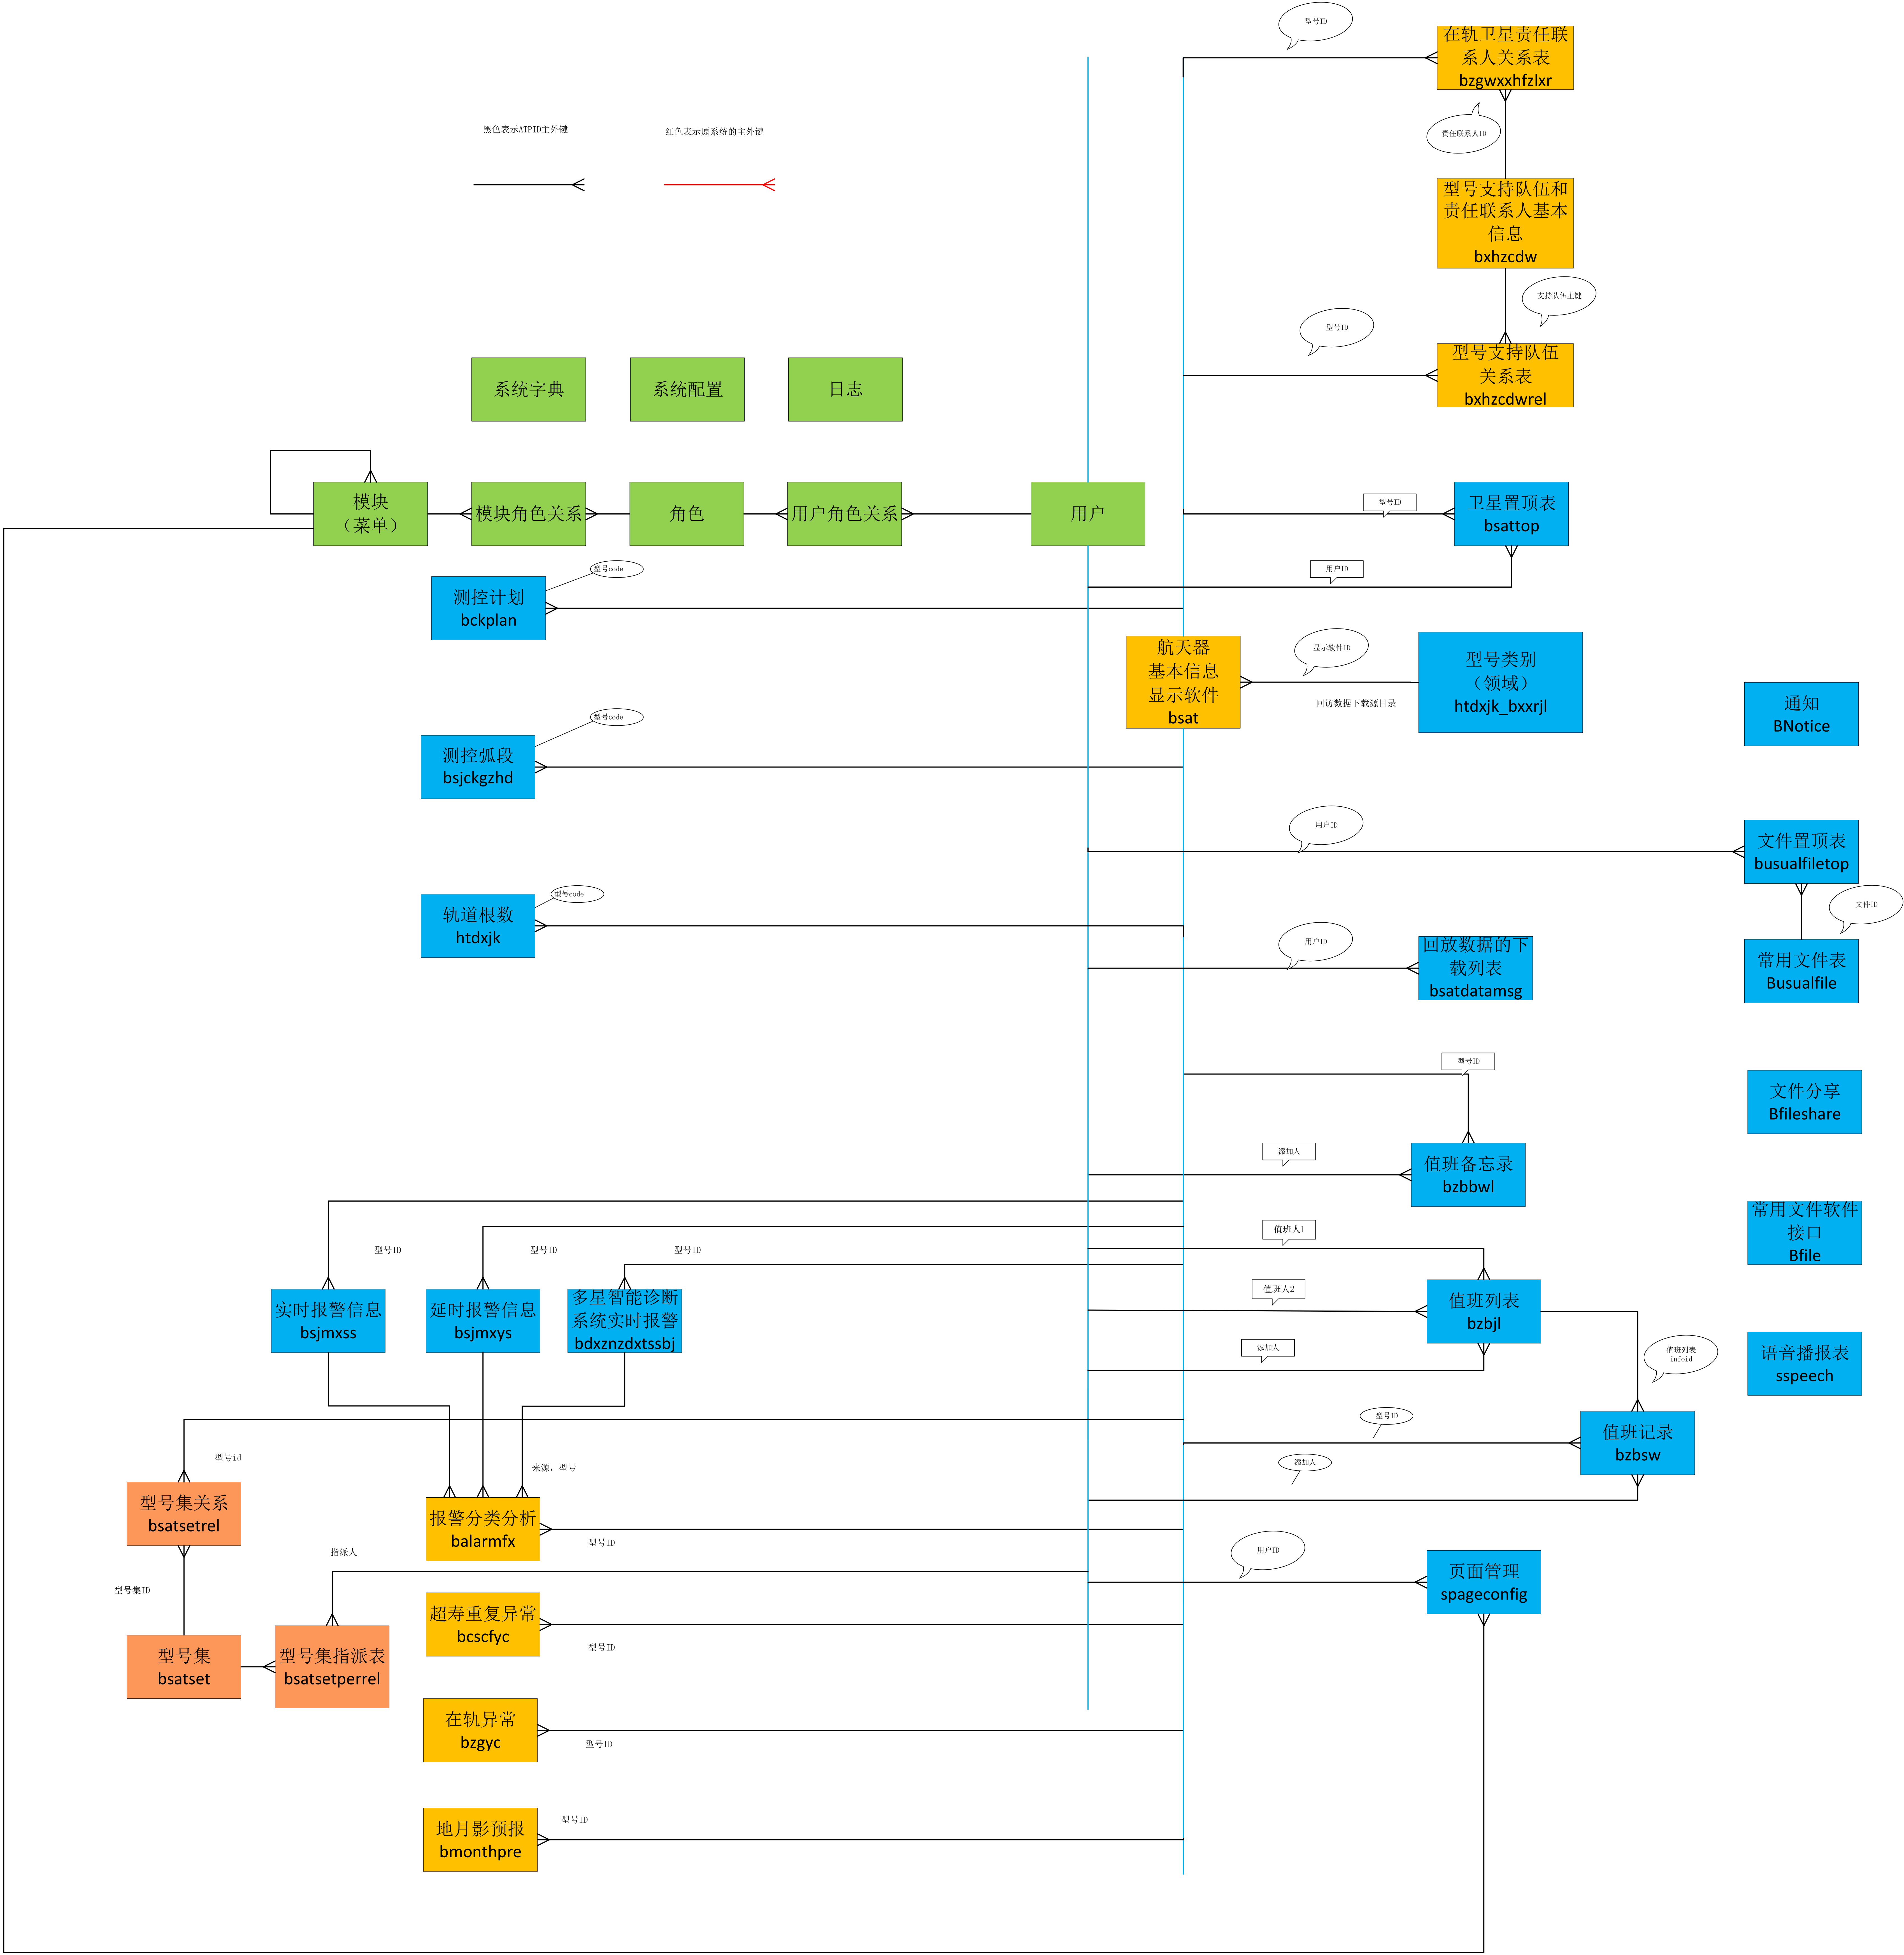 型号ID
在轨卫星责任联
系人关系表
bzgwxxhfzlxr
黑色表示ATPID主外键
红色表示原系统的主外键
责任联系人ID
型号支持队伍和
责任联系人基本
信息
bxhzcdw
支持队伍主键
型号ID
型号支持队伍
关系表
bxhzcdwrel
系统字典
系统配置
日志
模块
（菜单）
模块角色关系
角色
用户角色关系
用户
型号ID
卫星置顶表
bsattop
用户ID
型号code
测控计划
bckplan
航天器
基本信息
显示软件
bsat
显示软件ID
回访数据下载源目录
型号类别
（领域）
htdxjk_bxxrjl
通知
BNotice
型号code
测控弧段
bsjckgzhd
用户ID
文件置顶表
busualfiletop
文件ID
常用文件表
Busualfile
型号code
轨道根数
htdxjk
用户ID
回放数据的下
载列表
bsatdatamsg
型号ID
文件分享
Bfileshare
添加人
值班备忘录
bzbbwl
常用文件软件
接口
Bfile
型号ID
型号ID
型号ID
值班人1
实时报警信息
bsjmxss
延时报警信息
bsjmxys
多星智能诊断
系统实时报警
bdxznzdxtssbj
值班人2
值班列表
bzbjl
添加人
值班列表
infoid
语音播报表
sspeech
型号ID
值班记录
bzbsw
添加人
型号id
来源，型号
型号集关系
bsatsetrel
报警分类分析
balarmfx
型号ID
指派人
用户ID
页面管理
spageconfig
型号集ID
超寿重复异常
bcscfyc
型号ID
型号集
bsatset
型号集指派表
bsatsetperrel
在轨异常
bzgyc
型号ID
地月影预报
bmonthpre
型号ID